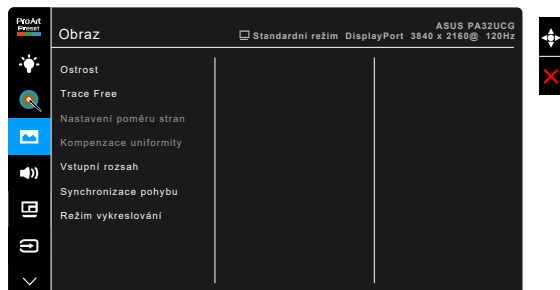 ProArt
Preset
Obraz
ASUS PA32UCG
Standardní režim DisplayPort 3840 x 2160@ 120Hz
Ostrost
Trace Free
Nastavení poměru stran
Kompenzace uniformity
Vstupní rozsah
Synchronizace pohybu
Režim vykreslování